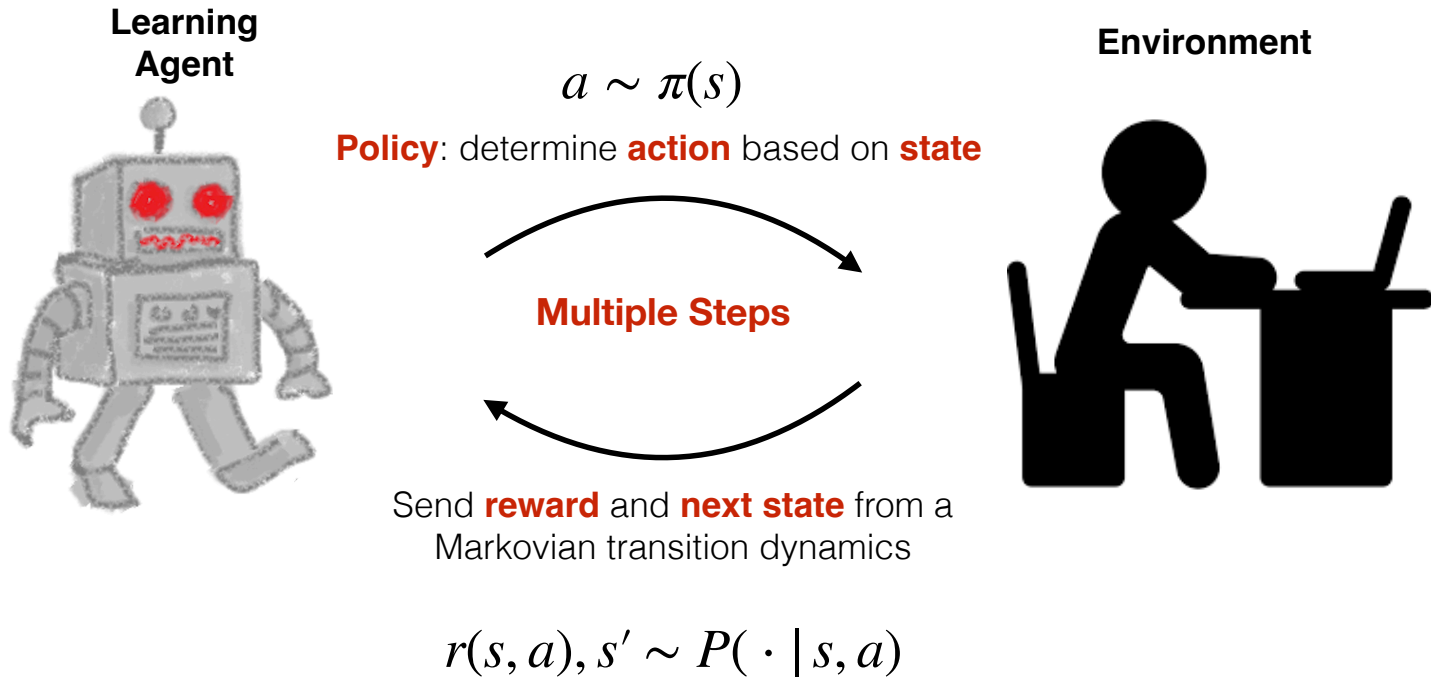 Learning
Agent
Environment
a ∼ π(s)
Policy: determine action based on state
Multiple Steps
Send reward and next state from a
Markovian transition dynamics
r(s, a), s′ ∼ P( · | s, a)